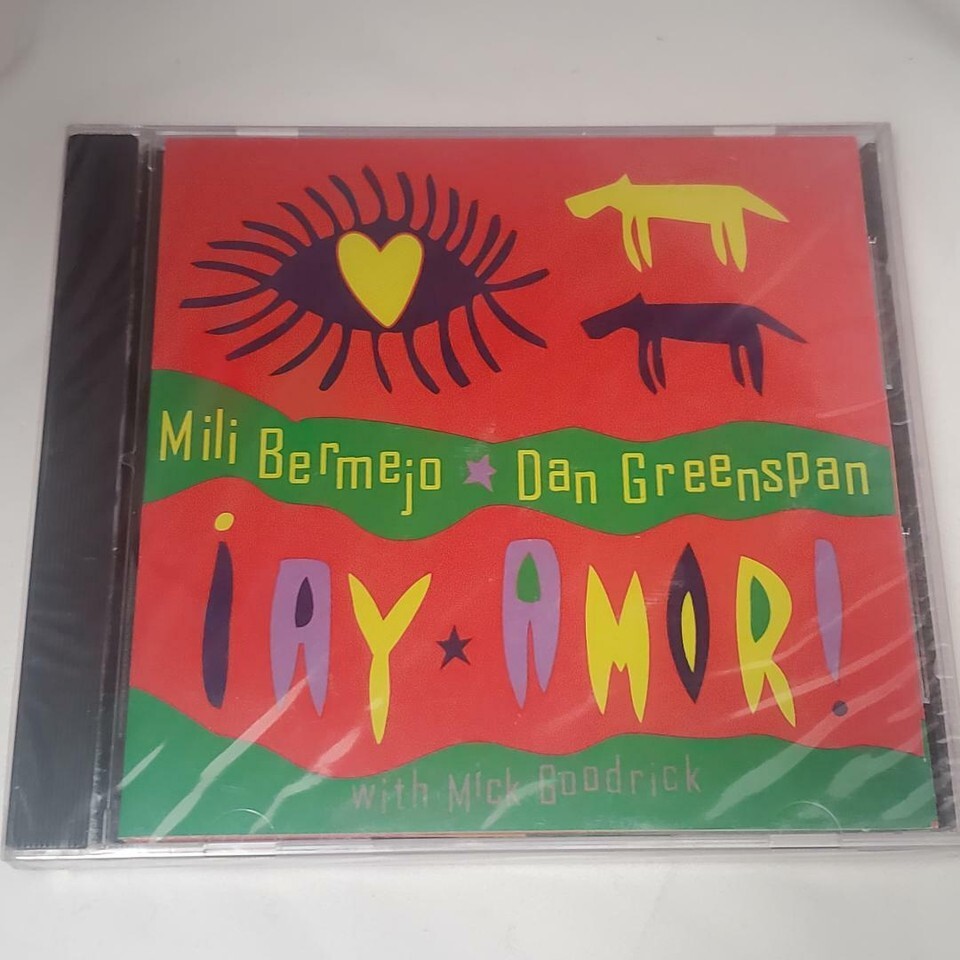 Mili Bermejo ★ Dan Greenspan
¡AY ★ AMOR!
with Mick Goodrick